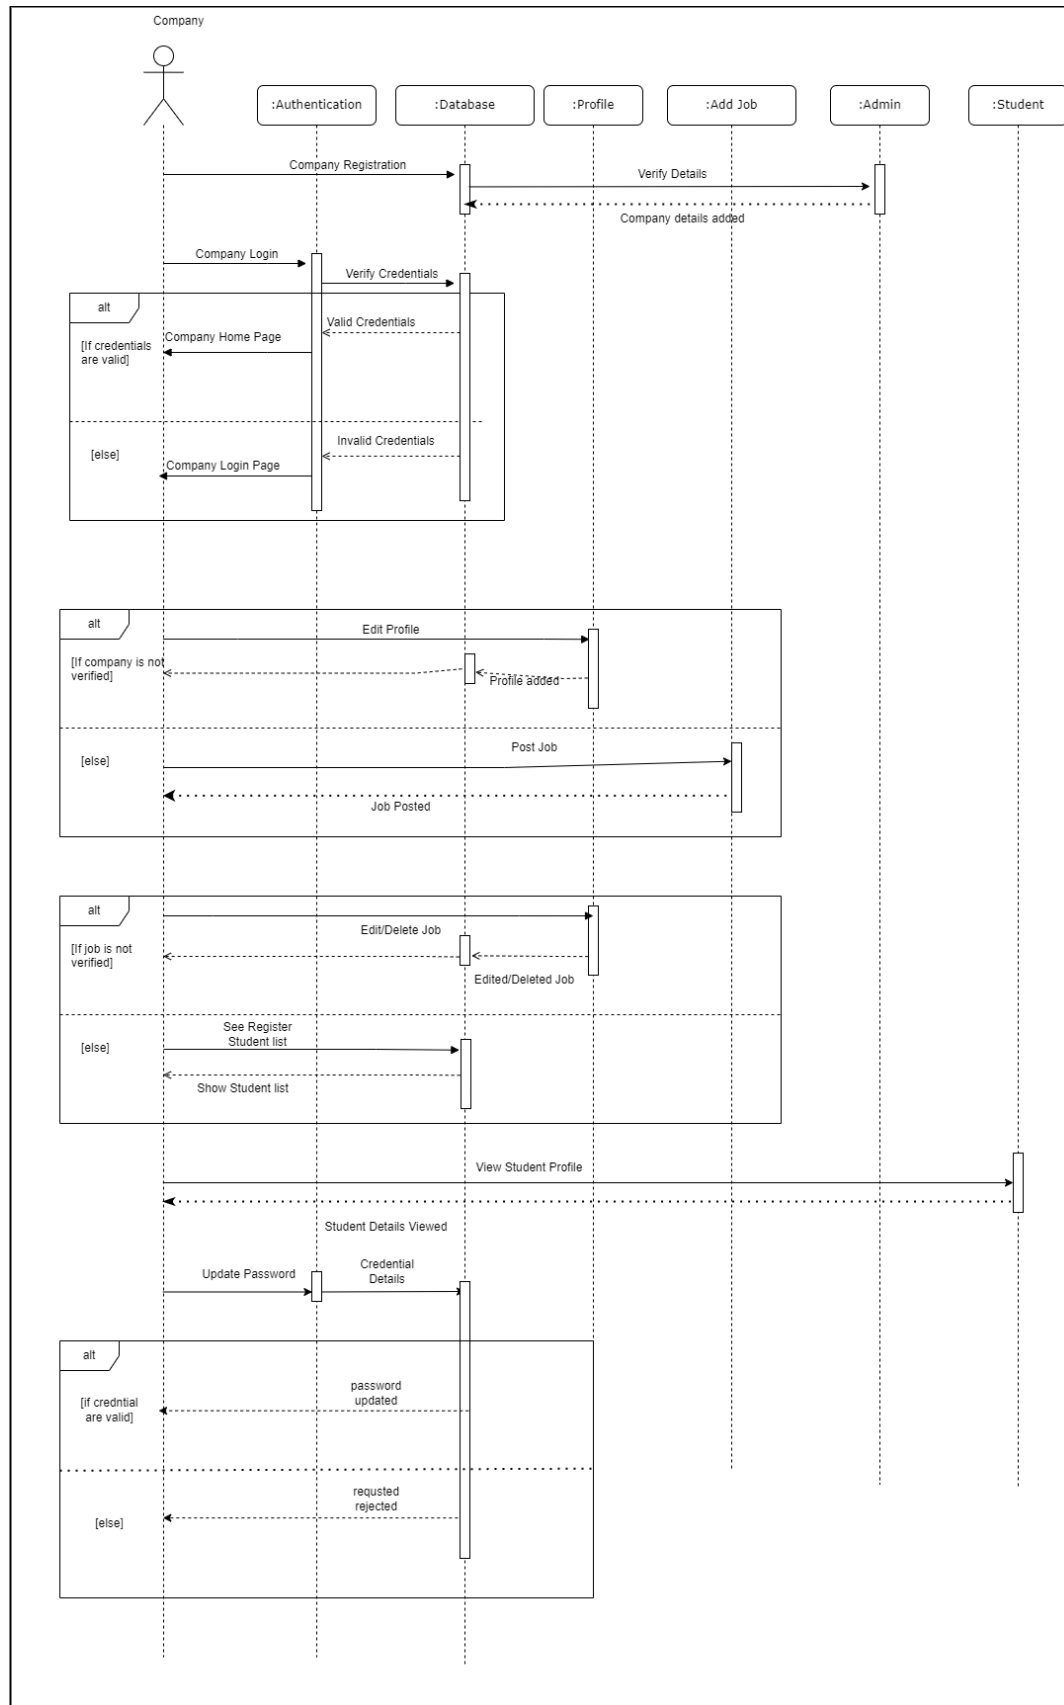 Company
:Authentication
:Database
:Profile
:Add Job
:Admin
:Student
Company Registration
Verify Details
Company details added
Company Login
Verify Credentials
alt
Valid Credentials
Company Home Page
[If credentials
are valid]
Invalid Credentials
[else]
Company Login Page
alt
Edit Profile
[If company is not
verified]
Profile added
Post Job
[else]
Job Posted
alt
Edit/Delete Job
[If job is not
verified]
Edited/Deleted Job
See Register
Student list
[else]
Show Student list
View Student Profile
Student Details Viewed
Credential
Details
Update Password
alt
password
updated
[if credntial
are valid]
requsted
rejected
[else]